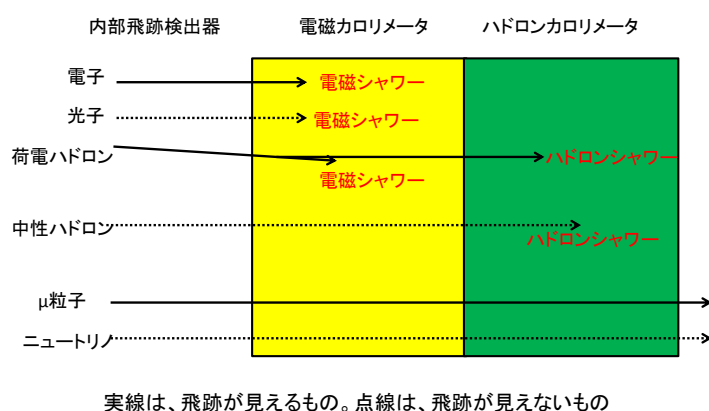 内部飛跡検出器 電磁カロリメータ ハドロンカロリメータ
電子 電磁シャワー
光子 電磁シャワー
荷電ハドロン ハドロンシャワー
電磁シャワー
中性ハドロン ハドロンシャワー
μ粒子
ニュートリノ
実線は、飛跡が見えるもの。点線は、飛跡が見えないもの